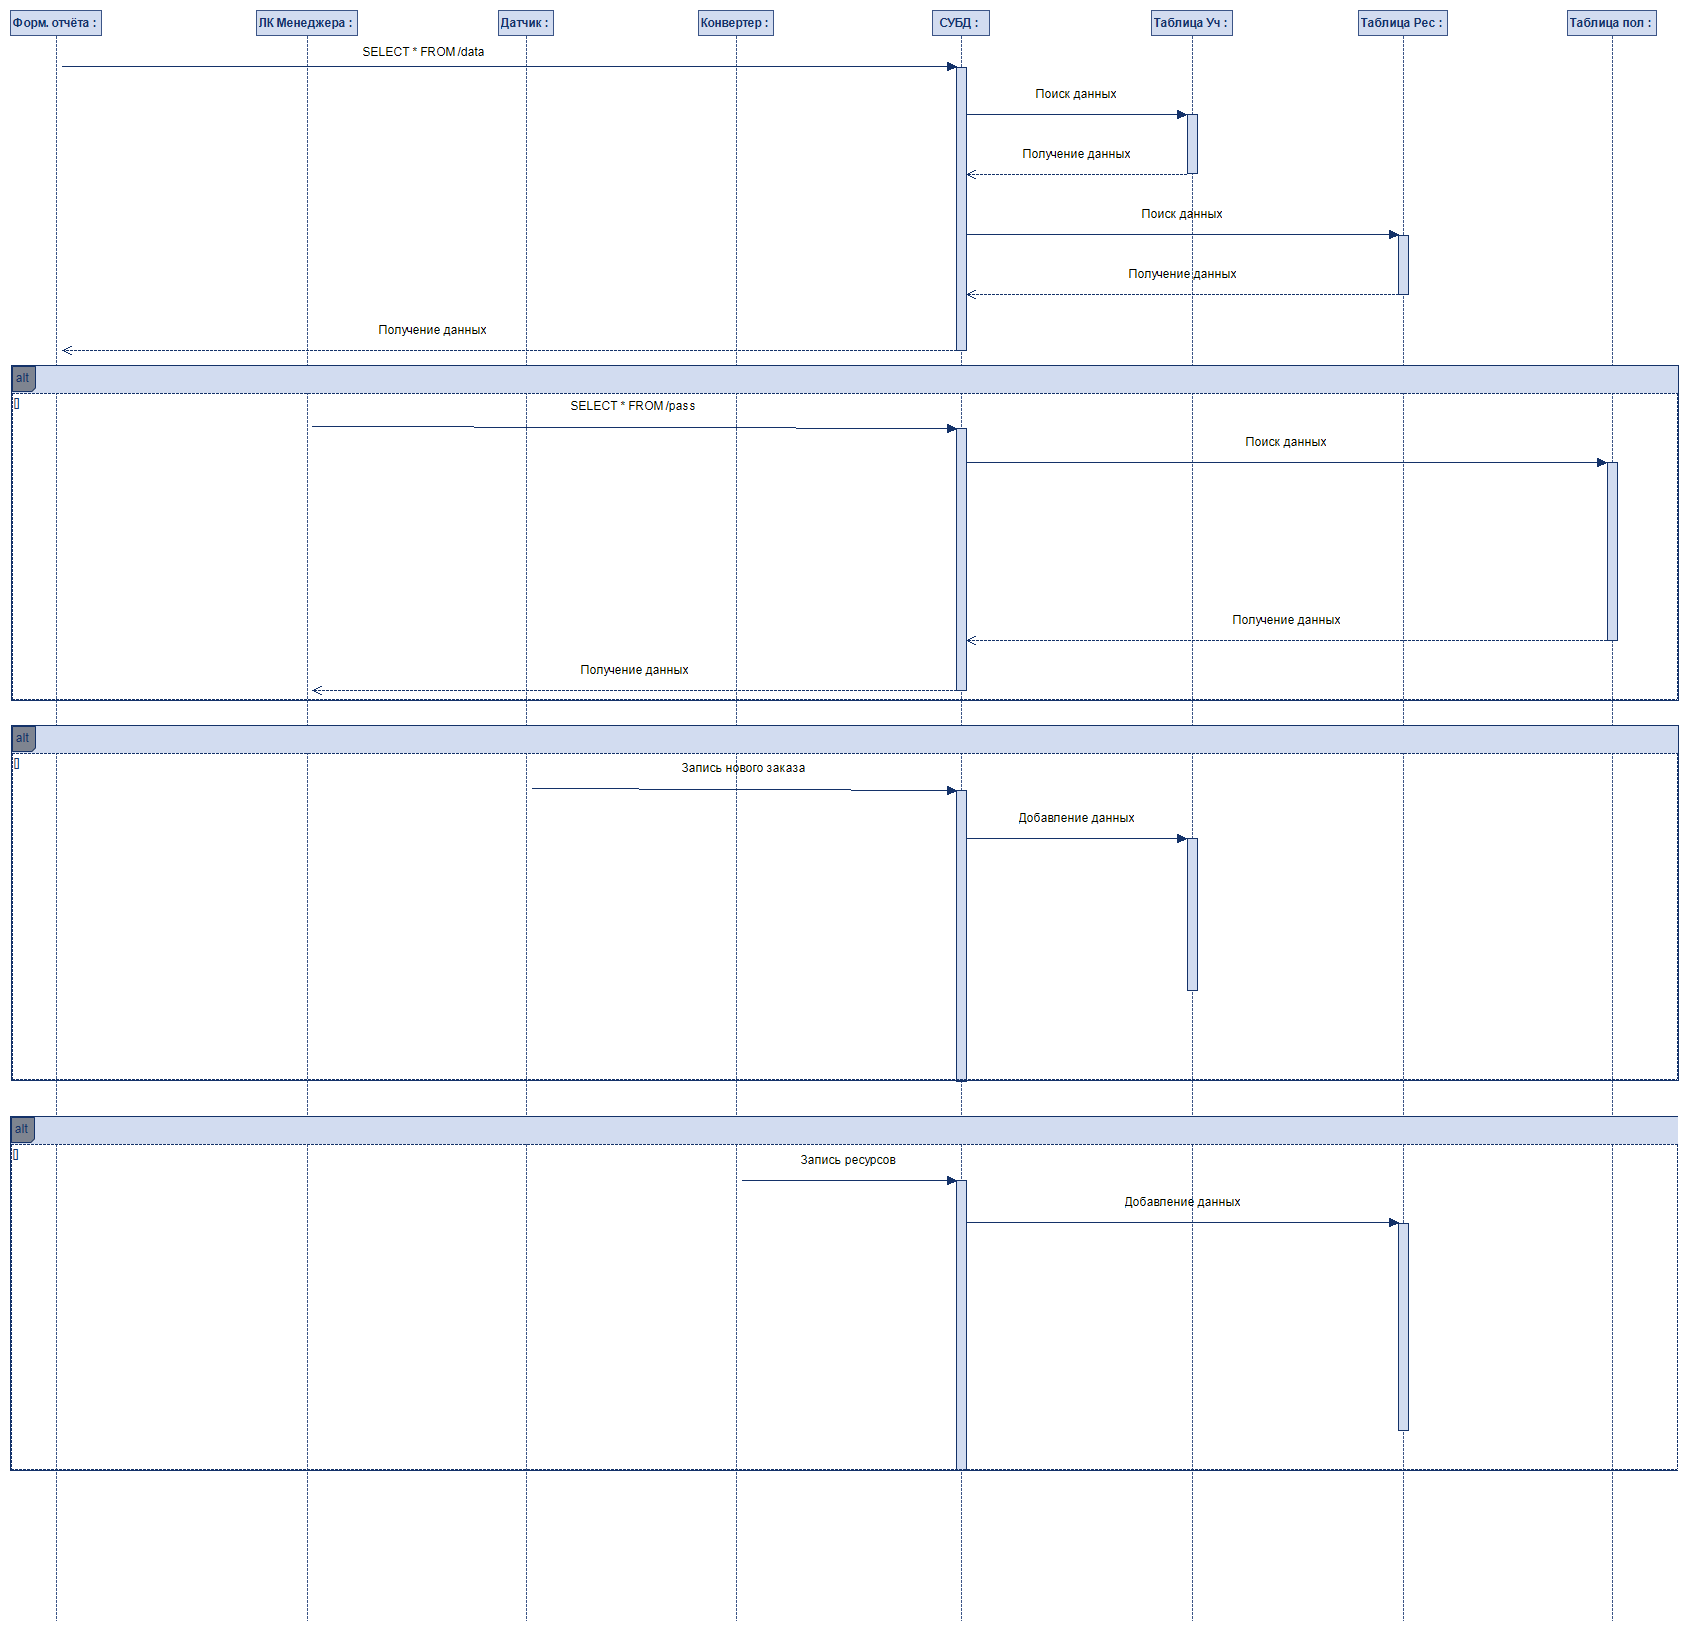 Форм. отчёта :
ЛК Менеджера :
Датчик :
Конвертер :
СУБД :
Таблица Уч :
Таблица Рес :
Таблица пол :
SELECT * FROM /data
Поиск данных
Получение данных
Поиск данных
Получение данных
Получение данных
alt
[]
SELECT * FROM /pass
Поиск данных
Получение данных
Получение данных
alt
[]
Запись нового заказа
Добавление данных
alt
[]
Запись ресурсов
Добавление данных